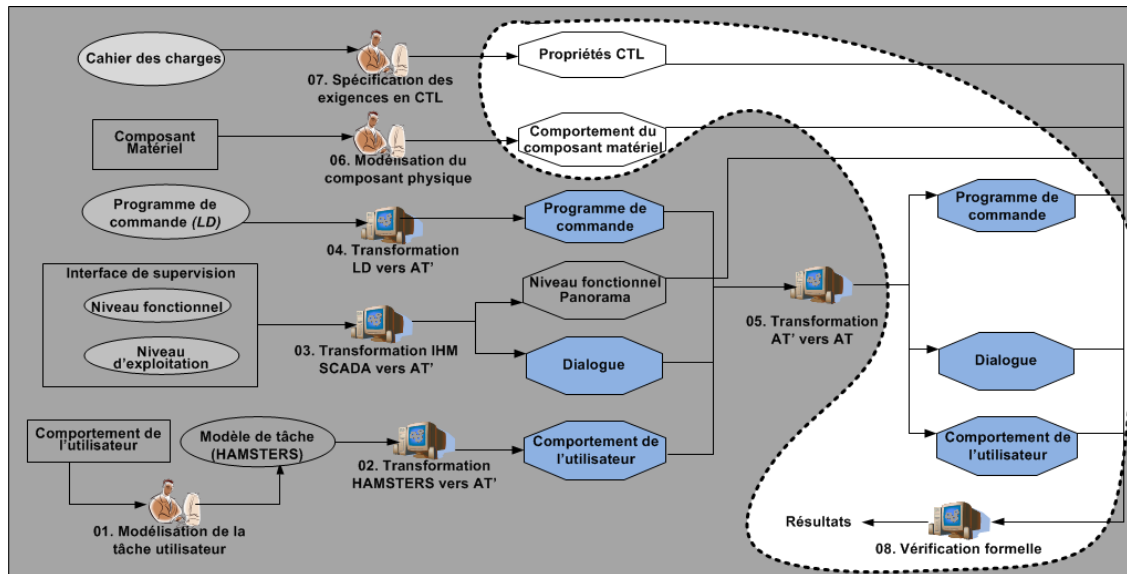 Cahier des charges
07. Spécification des
exigences en CTL
Propriétés CTL
Composant
Matériel
06. Modélisation du
composant physique
Comportement du
composant matériel
Programme de
commande (LD)
04. Transformation
LD vers AT’
Programme de
commande
Programme de
commande
Interface de supervision
Niveau fonctionnel
Niveau
d’exploitation
03. Transformation IHM
SCADA vers AT’
Niveau fonctionnel
Panorama
Dialogue
05. Transformation
AT’ vers AT
Dialogue
Comportement de
l’utilisateur
Modèle de tâche
(HAMSTERS)
02. Transformation
HAMSTERS vers AT’
Comportement de
l’utilisateur
Comportement de
l’utilisateur
01. Modélisation de la
tâche utilisateur
Résultats
08. Vérification formelle